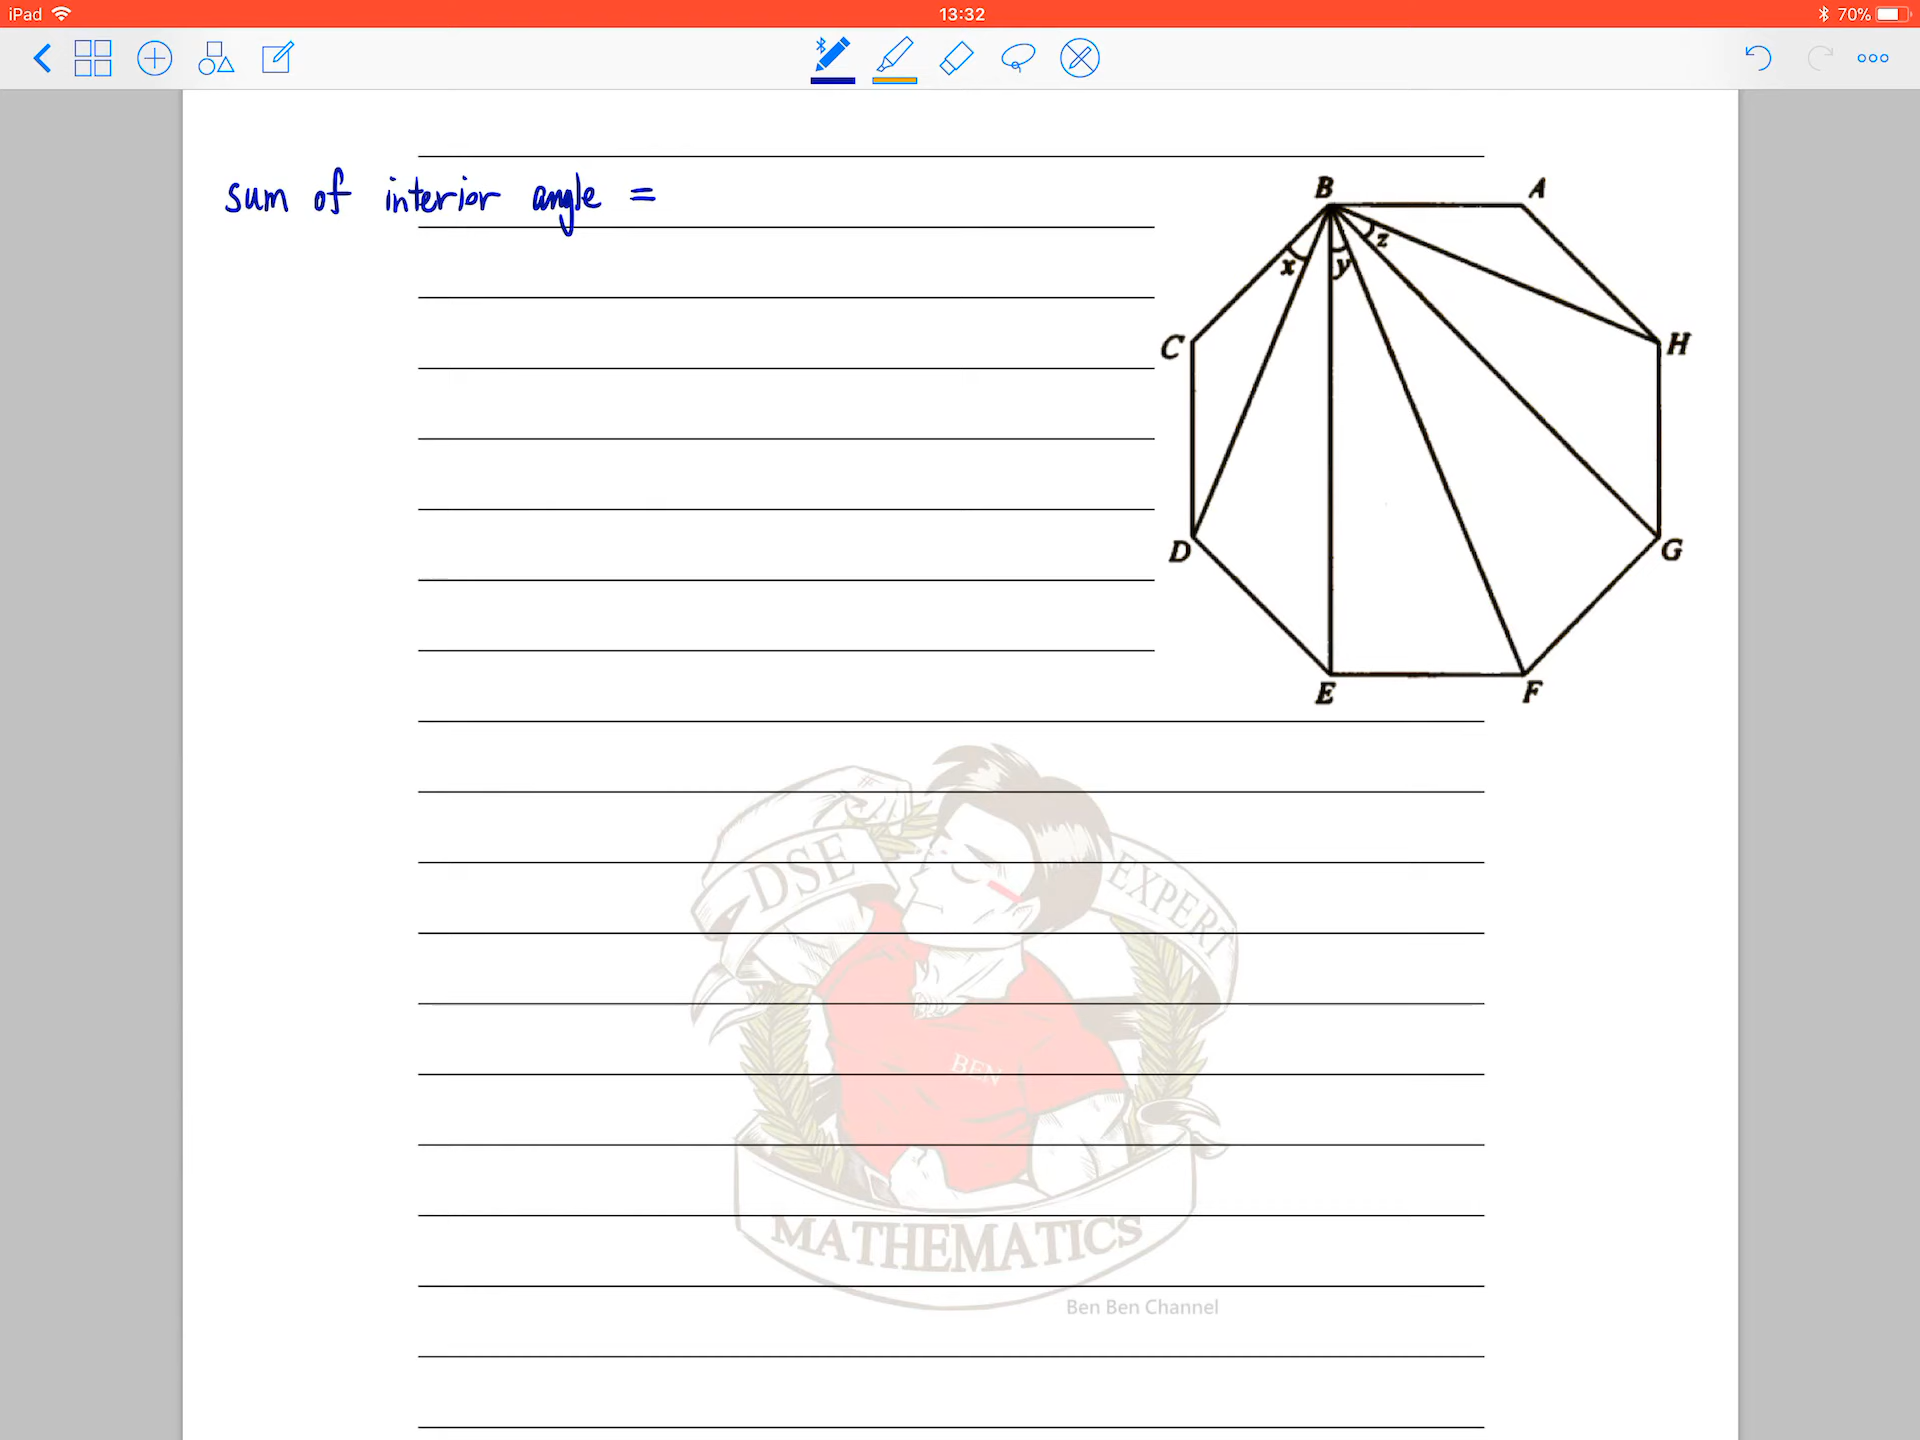 iPad 13:32 70%
sum of interior angle =
B A
x y z
C H
D G
E F
DSE EXPERT
BEN
MATHEMATICS
Ben Ben Channel